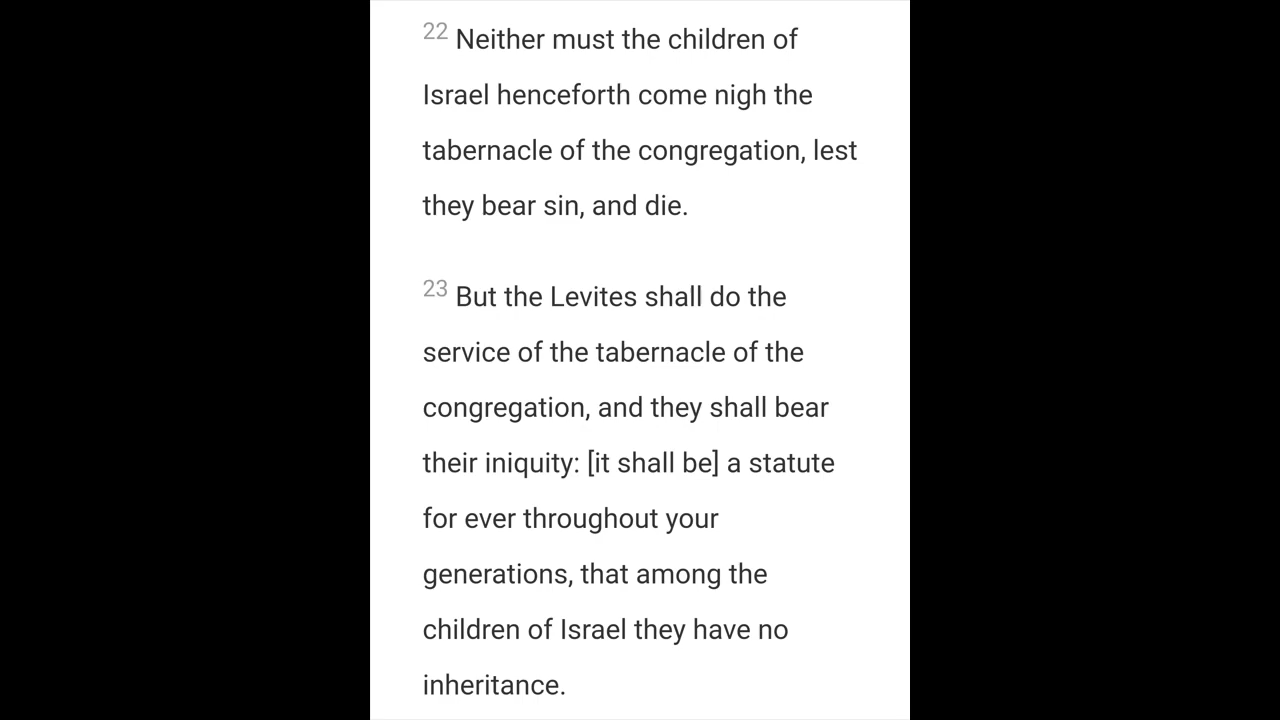 22 Neither must the children of
Israel henceforth come nigh the
tabernacle of the congregation, lest
they bear sin, and die.
23 But the Levites shall do the
service of the tabernacle of the
congregation, and they shall bear
their iniquity: [it shall be] a statute
for ever throughout your
generations, that among the
children of Israel they have no
inheritance.